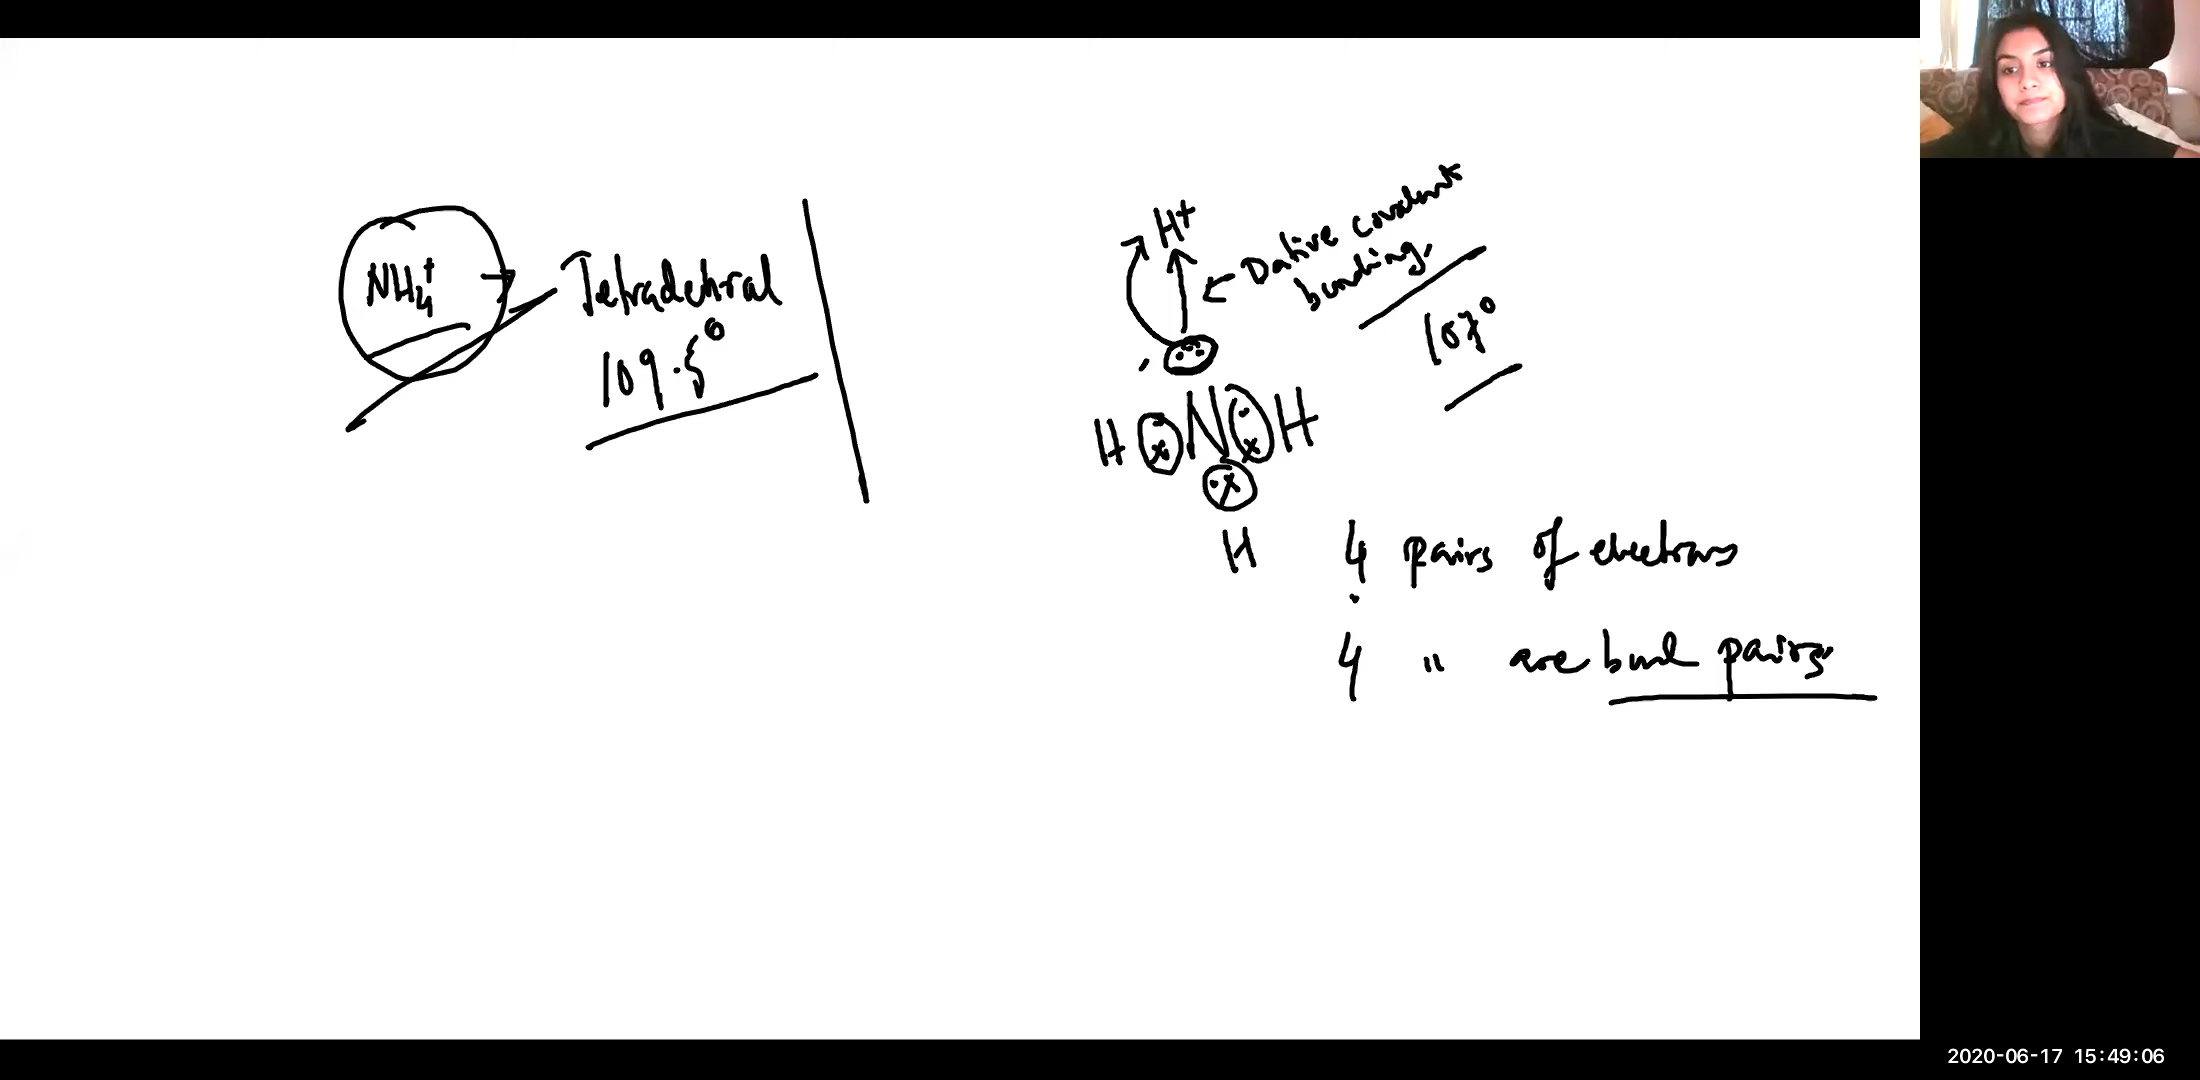 NH4+ → Tetradehral
109.5°
H+
Dative covalent
bonding.
107°
H N H
H
4 pairs of electrons
4 " are bond pairs
2020-06-17 15:49:06